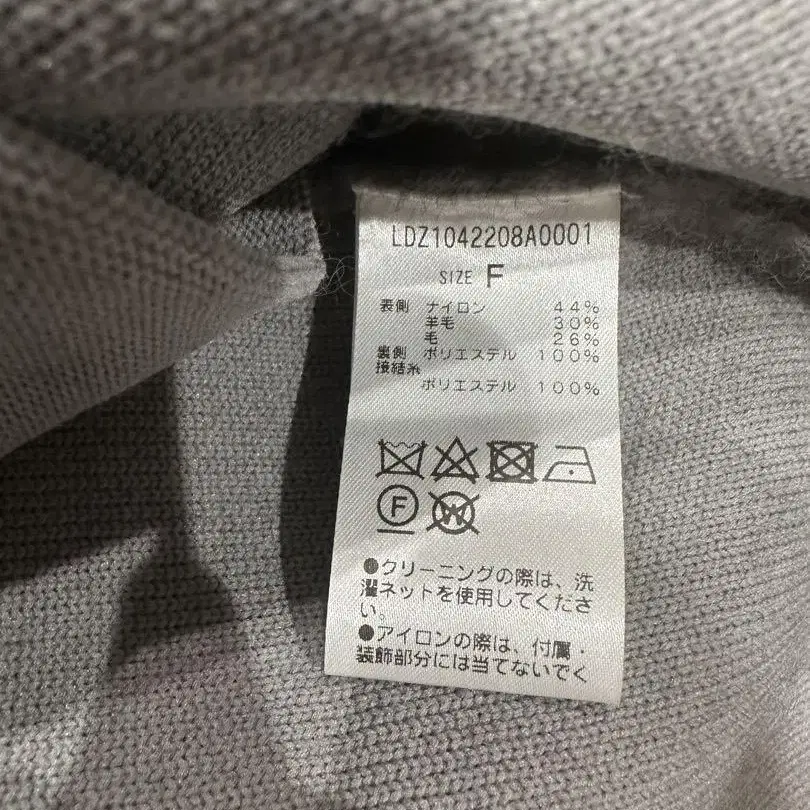 LDZ1042208A0001
SIZE F
表側 ナイロン 44%
羊毛 30%
毛 26%
裏側 ポリエステル 100%
接結糸
ポリエステル 100%
F
W
●クリーニングの際は、洗
濯ネットを使用してくださ
い。
●アイロンの際は、付属・
装飾部分には当てないでく